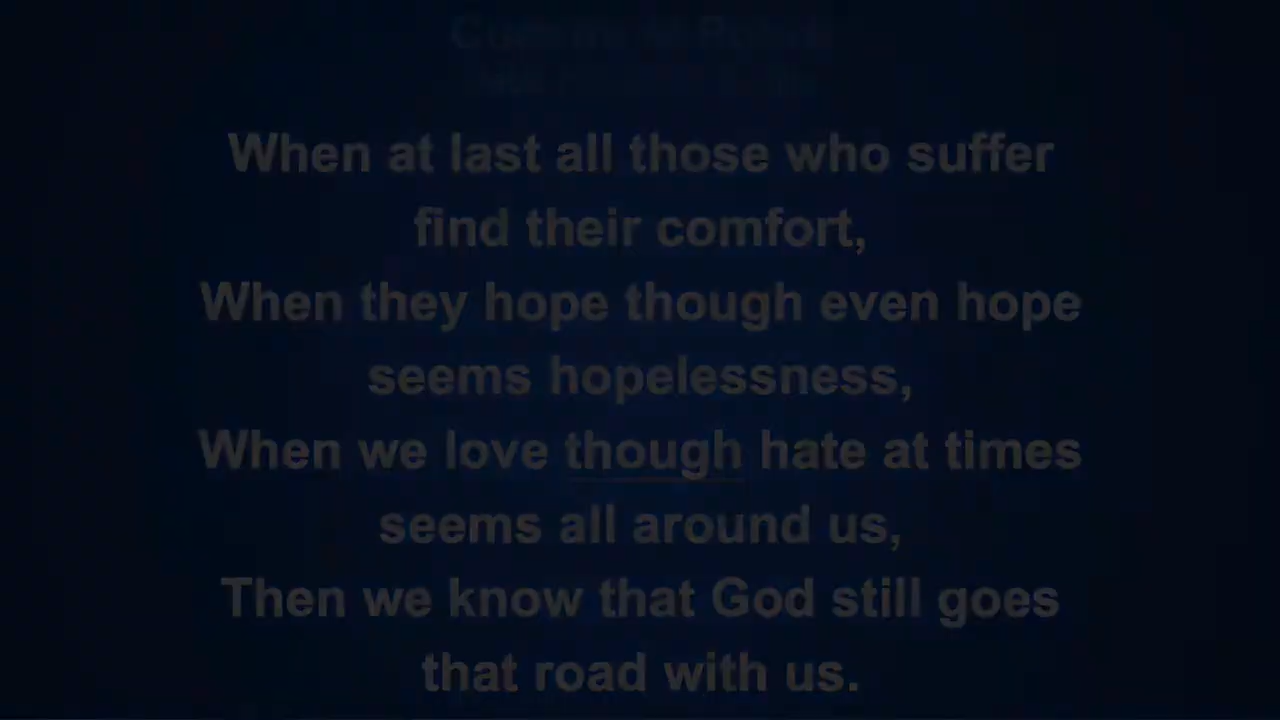 When at last all those who suffer
find their comfort,
When they hope though even hope
seems hopelessness,
When we love though hate at times
seems all around us,
Then we know that God still goes
that road with us.